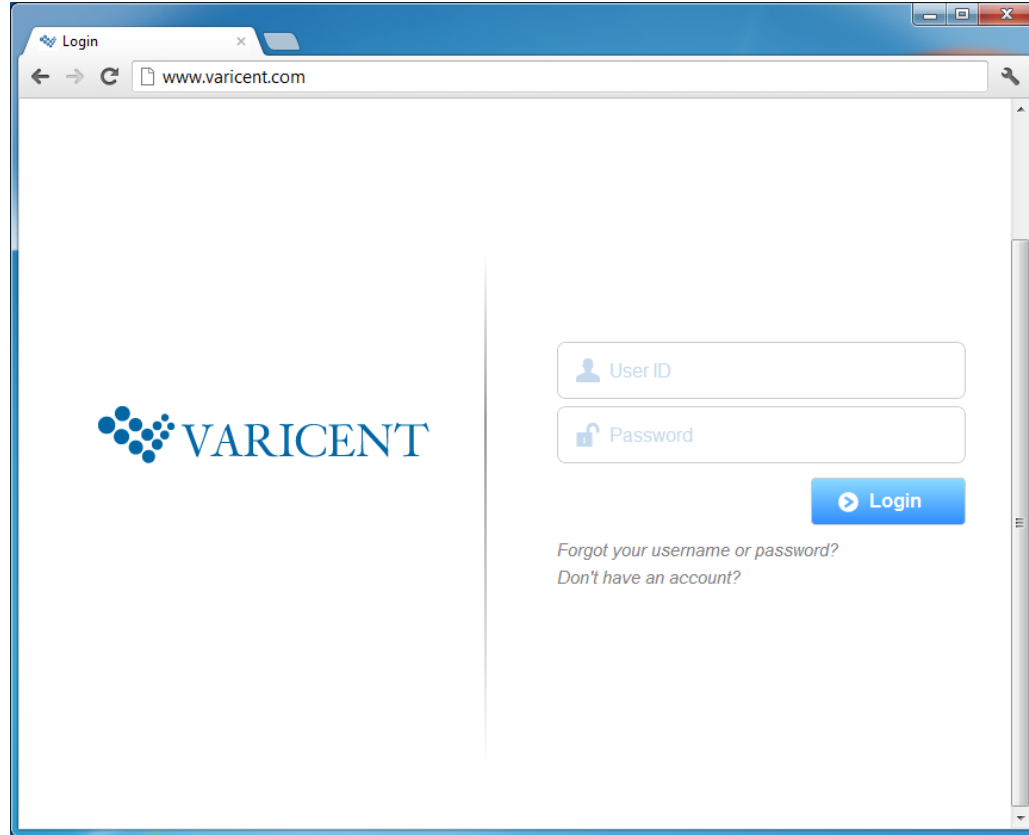 Login
www.varicent.com
VARICENT
User ID
Password
Login
Forgot your username or password?
Don't have an account?